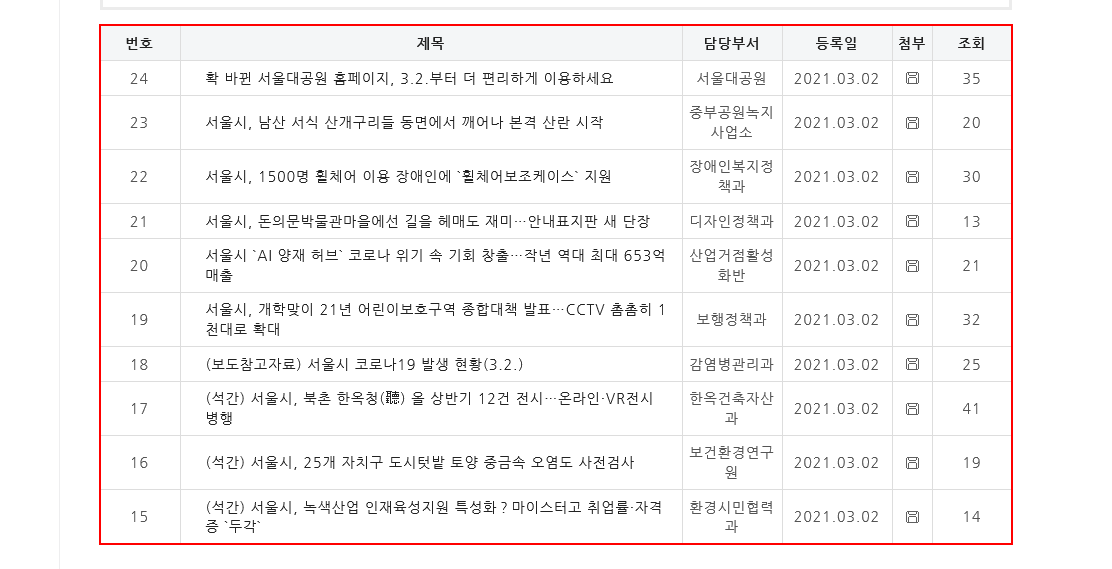 번호 제목 담당부서 등록일 첨부 조회
24 확 바뀐 서울대공원 홈페이지, 3.2.부터 더 편리하게 이용하세요 서울대공원 2021.03.02 35
23 서울시, 남산 서식 산개구리들 동면에서 깨어나 본격 산란 시작 중부공원녹지
사업소 2021.03.02 20
22 서울시, 1500명 휠체어 이용 장애인에 `휠체어보조케이스` 지원 장애인복지정
책과 2021.03.02 30
21 서울시, 돈의문박물관마을에선 길을 헤매도 재미…안내표지판 새 단장 디자인정책과 2021.03.02 13
20 서울시 `AI 양재 허브` 코로나 위기 속 기회 창출…작년 역대 최대 653억
매출 산업거점활성
화반 2021.03.02 21
19 서울시, 개학맞이 21년 어린이보호구역 종합대책 발표…CCTV 촘촘히 1
천대로 확대 보행정책과 2021.03.02 32
18 (보도참고자료) 서울시 코로나19 발생 현황(3.2.) 감염병관리과 2021.03.02 25
17 (석간) 서울시, 북촌 한옥청(聽) 올 상반기 12건 전시…온라인·VR전시
병행 한옥건축자산
과 2021.03.02 41
16 (석간) 서울시, 25개 자치구 도시텃밭 토양 중금속 오염도 사전검사 보건환경연구
원 2021.03.02 19
15 (석간) 서울시, 녹색산업 인재육성지원 특성화？마이스터고 취업률·자격
증 `두각` 환경시민협력
과 2021.03.02 14